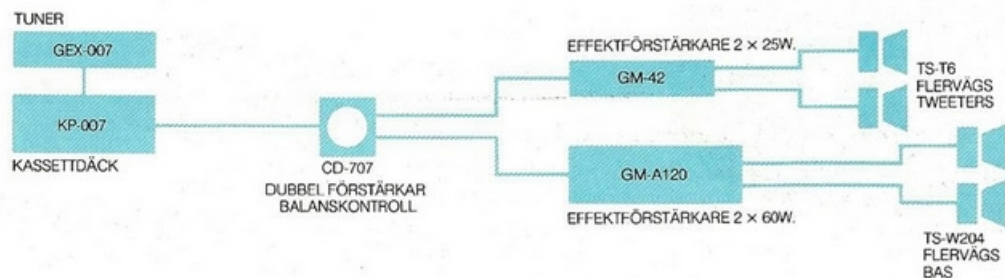 TUNER
GEX-007
KP-007
KASSETTDÄCK
CD-707
DUBBEL FÖRSTÄRKAR
BALANSKONTROLL
EFFEKTFÖRSTÄRKARE 2 × 25W.
GM-42
TS-T6
FLERVÄGS
TWEETERS
GM-A120
EFFEKTFÖRSTÄRKARE 2 × 60W.
TS-W204
FLERVÄGS
BAS